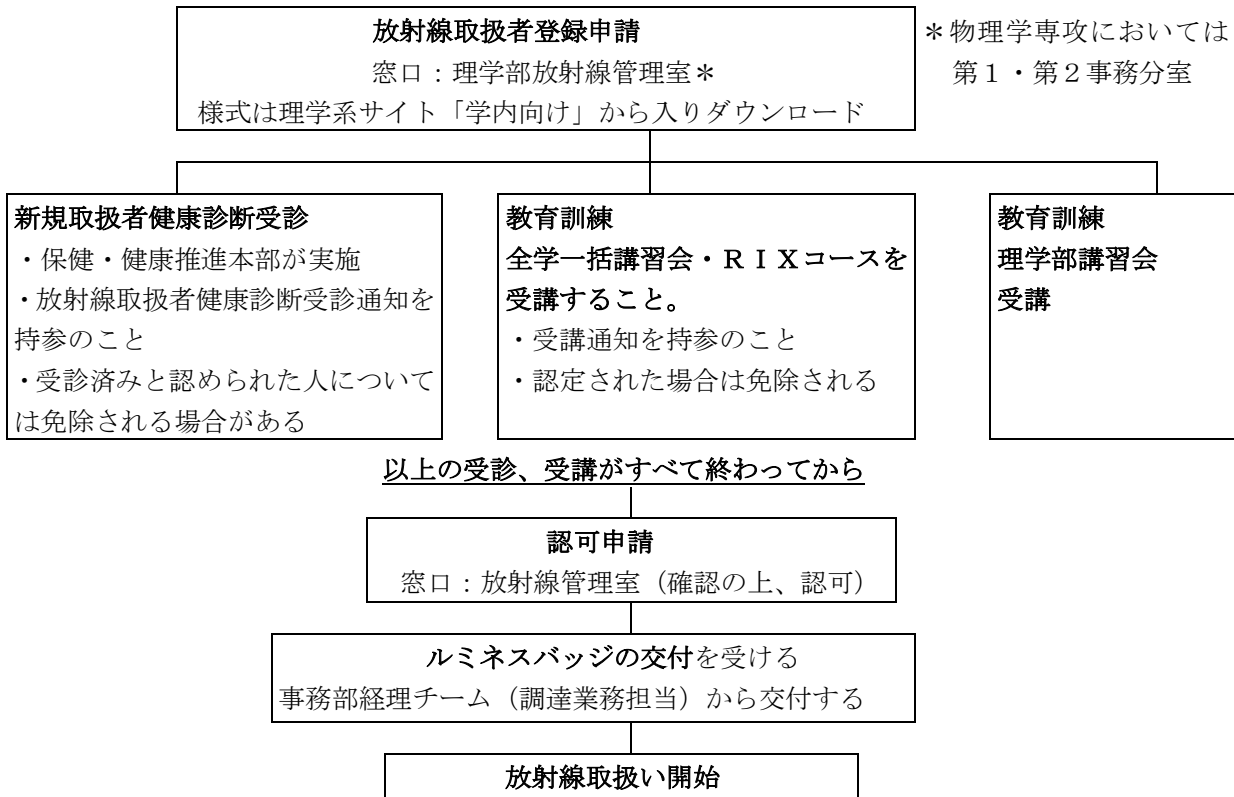 放射線取扱者登録申請
窓口:理学部放射線管理室*
様式は理学系サイト「学内向け」から入りダウンロード
*物理学専攻においては
第1・第2事務分室
新規取扱者健康診断受診
・保健・健康推進本部が実施
・放射線取扱者健康診断受診通知を
持参のこと
・受診済みと認められた人について
は免除される場合がある
教育訓練
全学一括講習会・RIXコースを
受講すること。
・受講通知を持参のこと
・認定された場合は免除される
教育訓練
理学部講習会
受講
以上の受診、受講がすべて終わってから
認可申請
窓口:放射線管理室(確認の上、認可)
ルミネスバッジの交付を受ける
事務部経理チーム(調達業務担当)から交付する
放射線取扱い開始